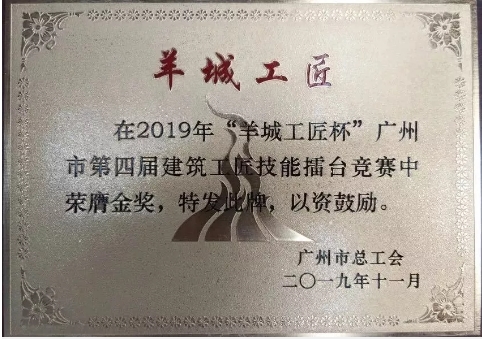 羊城工匠
在2019年“羊城工匠杯”广州
市第四届建筑工匠技能擂台竞赛中
荣膺金奖，特发此牌，以资鼓励。
广州市总工会
二〇一九年十一月